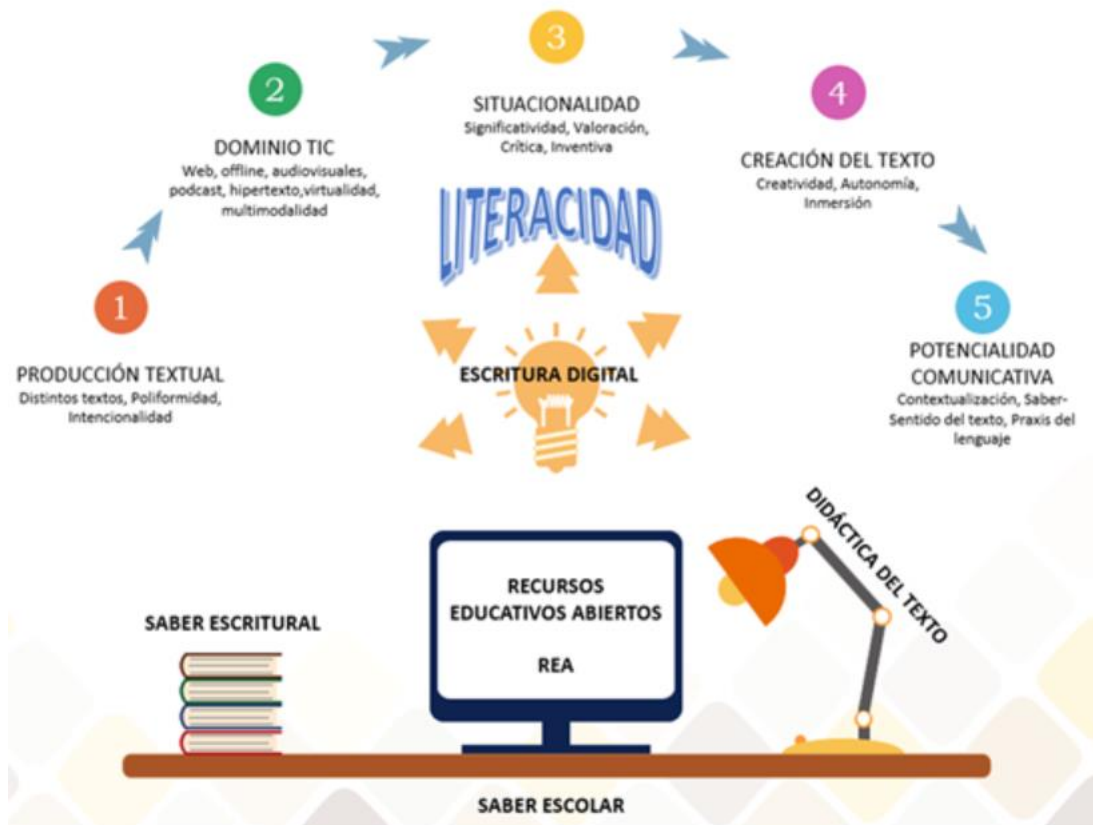 1
PRODUCCIÓN TEXTUAL
Distintos textos, Poliformidad,
Intencionalidad
2
DOMINIO TIC
Web, offline, audiovisuales,
podcast, hipertexto,virtualidad,
multimodalidad
3
SITUACIONALIDAD
Significatividad, Valoración,
Crítica, Inventiva
4
CREACIÓN DEL TEXTO
Creatividad, Autonomía,
Inmersión
5
POTENCIALIDAD
COMUNICATIVA
Contextualización, Saber-
Sentido del texto, Praxis del
lenguaje
LITERACIDAD
ESCRITURA DIGITAL
SABER ESCRITURAL
RECURSOS
EDUCATIVOS ABIERTOS
REA
DIDÁCTICA DEL TEXTO
SABER ESCOLAR